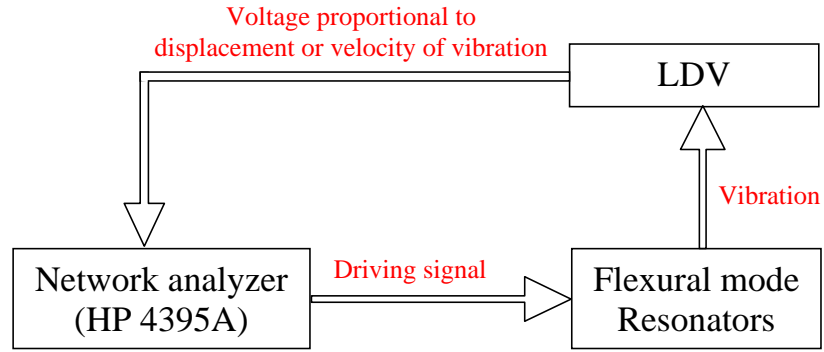 Voltage proportional to
displacement or velocity of vibration
LDV
Vibration
Driving signal
Network analyzer
(HP 4395A)
Flexural mode
Resonators